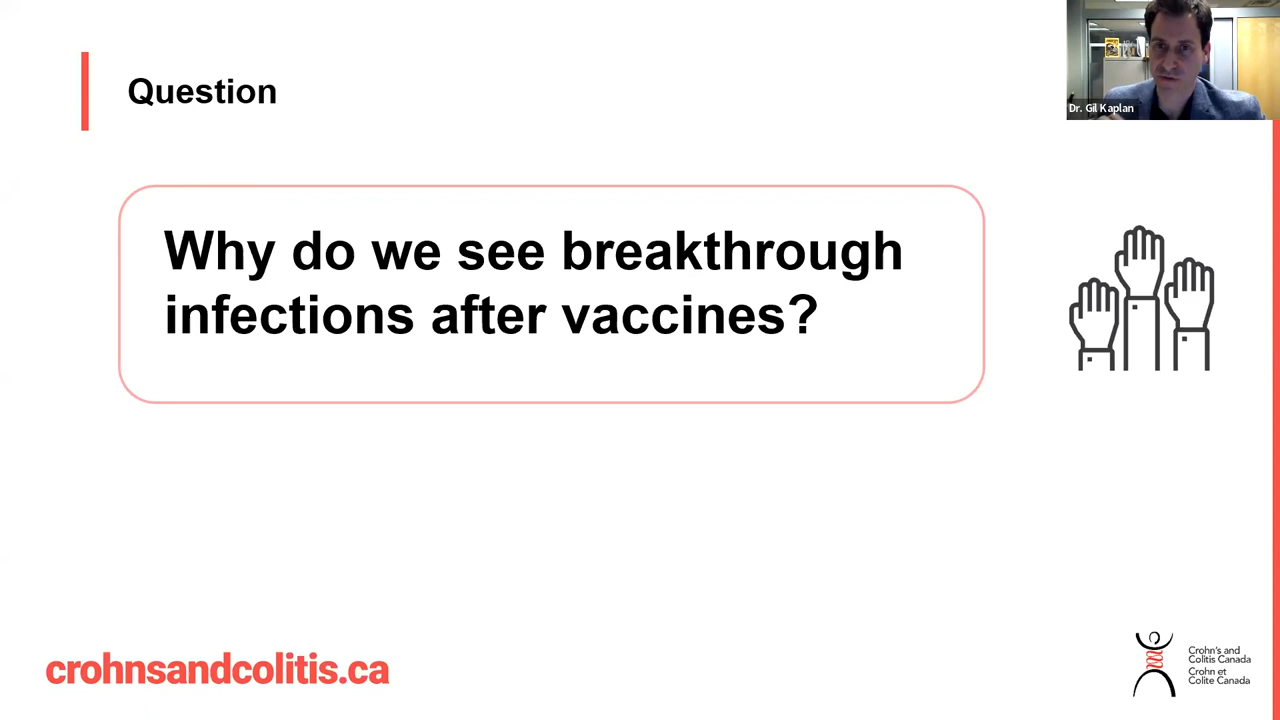 Question
Dr. Gil Kaplan
Why do we see breakthrough
infections after vaccines?
crohnsandcolitis.ca
Crohn's and
Colitis Canada
Crohn et
Colite Canada